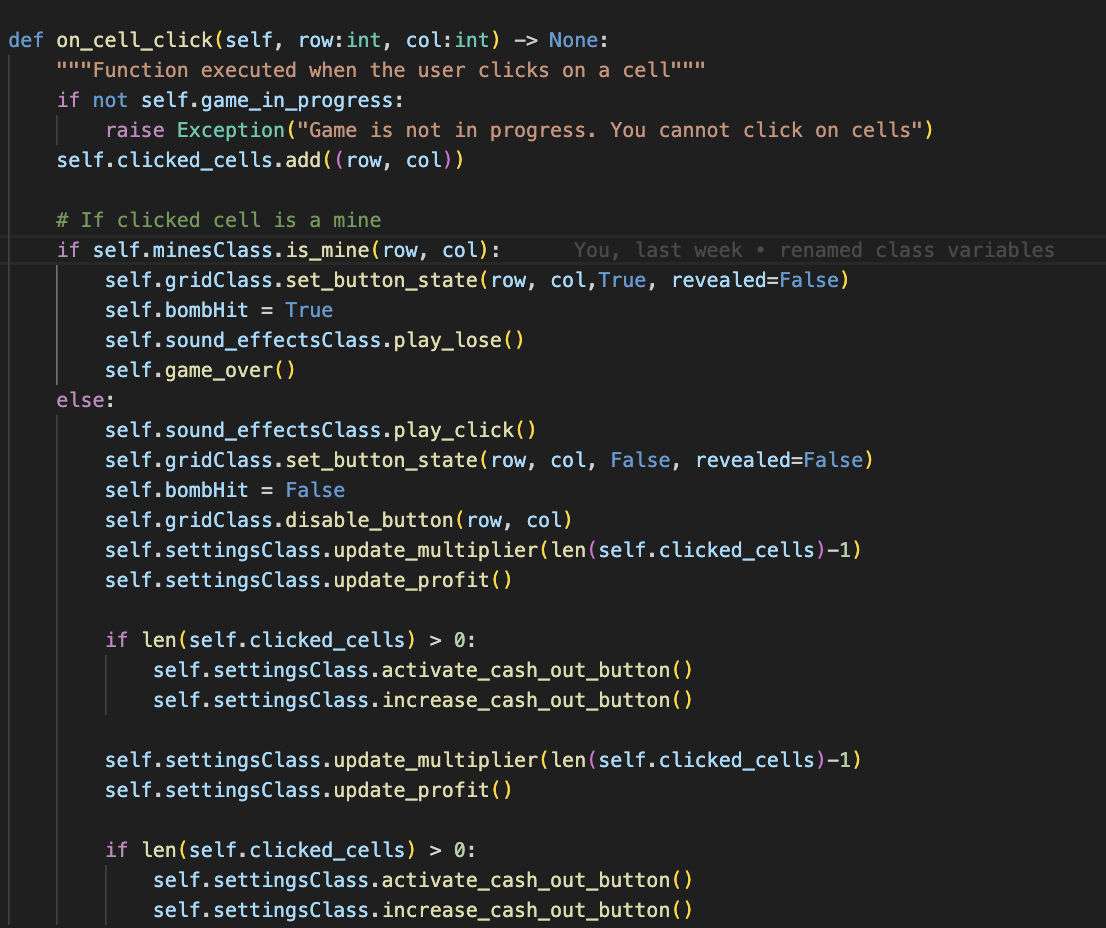 def on_cell_click(self, row:int, col:int) -> None:
    """Function executed when the user clicks on a cell"""
    if not self.game_in_progress:
        raise Exception("Game is not in progress. You cannot click on cells")
    self.clicked_cells.add((row, col))

    # If clicked cell is a mine
    if self.minesClass.is_mine(row, col):      You, last week • renamed class variables
        self.gridClass.set_button_state(row, col,True, revealed=False)
        self.bombHit = True
        self.sound_effectsClass.play_lose()
        self.game_over()
    else:
        self.sound_effectsClass.play_click()
        self.gridClass.set_button_state(row, col, False, revealed=False)
        self.bombHit = False
        self.gridClass.disable_button(row, col)
        self.settingsClass.update_multiplier(len(self.clicked_cells)-1)
        self.settingsClass.update_profit()

        if len(self.clicked_cells) > 0:
            self.settingsClass.activate_cash_out_button()
            self.settingsClass.increase_cash_out_button()

        self.settingsClass.update_multiplier(len(self.clicked_cells)-1)
        self.settingsClass.update_profit()

        if len(self.clicked_cells) > 0:
            self.settingsClass.activate_cash_out_button()
            self.settingsClass.increase_cash_out_button()